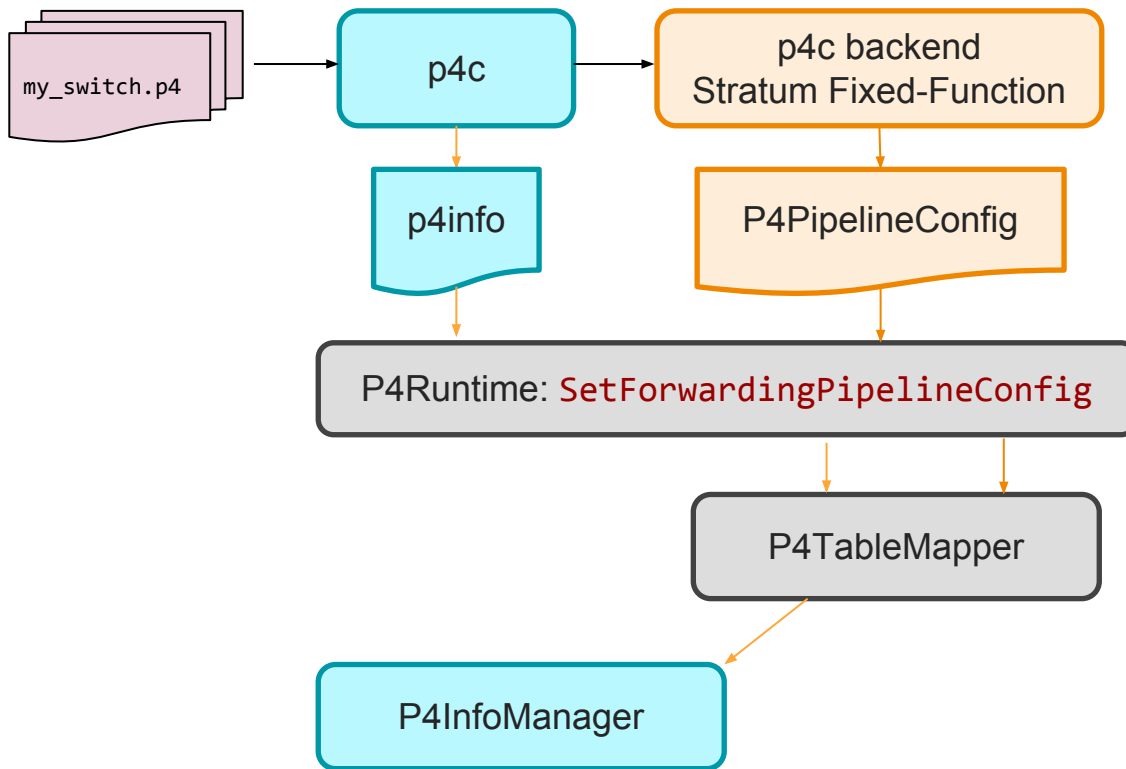 my_switch.p4
p4c
p4c backend
Stratum Fixed-Function
p4info
P4PipelineConfig
P4Runtime: SetForwardingPipelineConfig
P4TableMapper
P4InfoManager